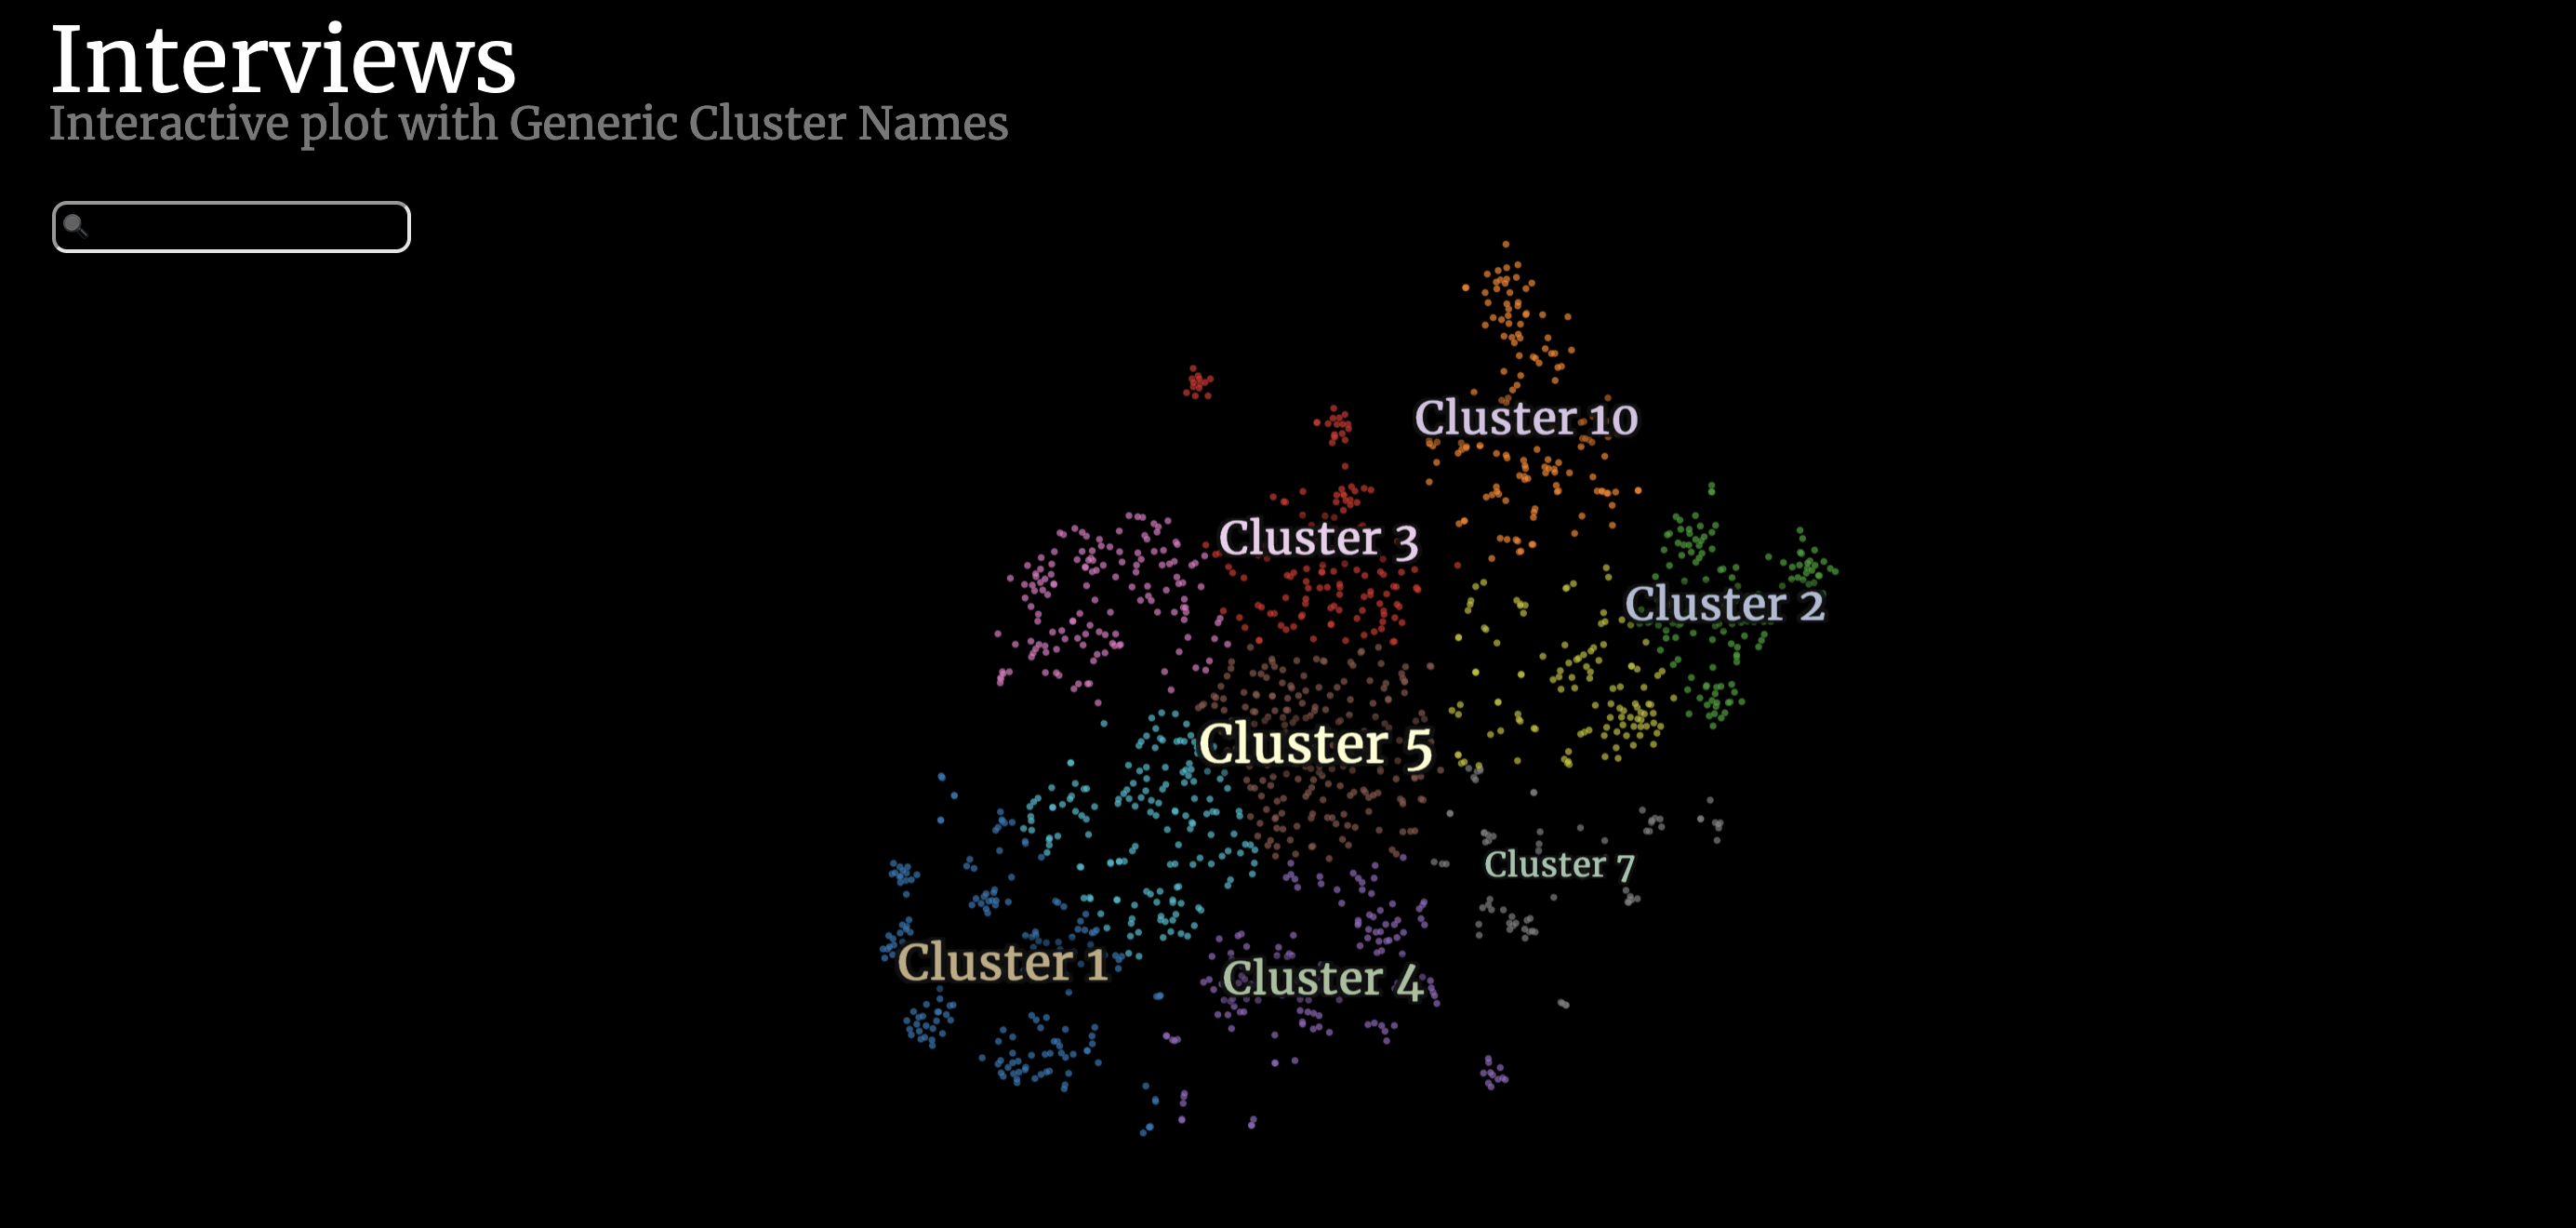 Interviews
Interactive plot with Generic Cluster Names
Cluster 10
Cluster 3
Cluster 2
Cluster 5
Cluster 7
Cluster 1
Cluster 4